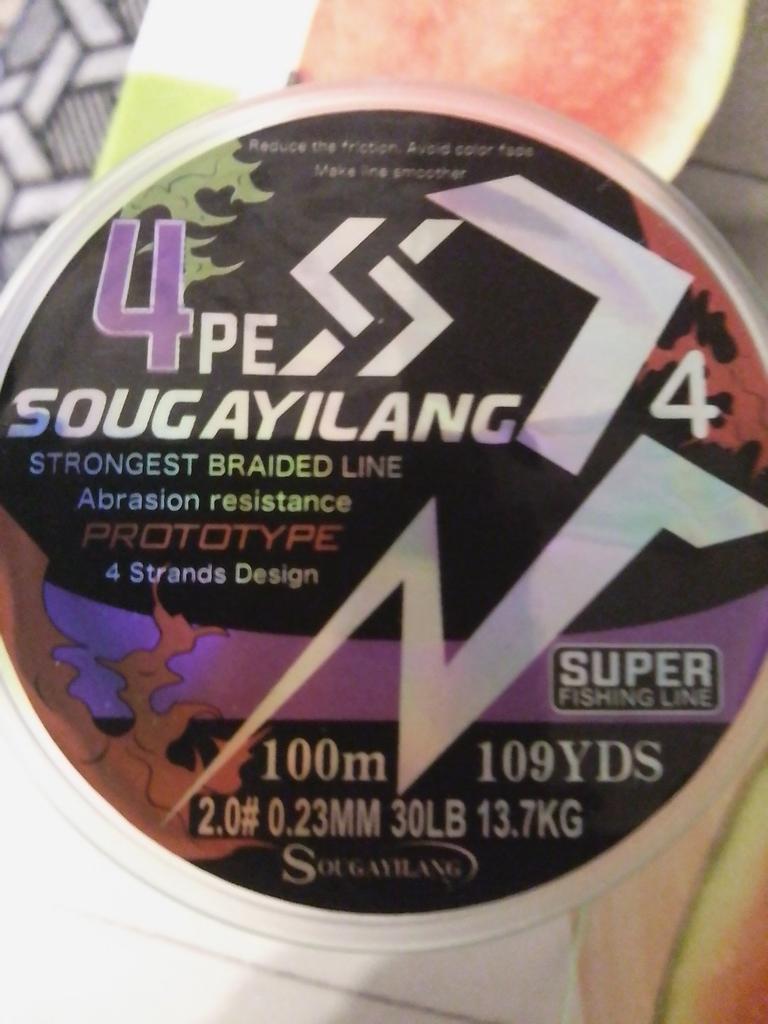 Reduce the friction. Avoid color fade
Make line smoother
4PE
4
SOUGAYILANG
STRONGEST BRAIDED LINE
Abrasion resistance
PROTOTYPE
4 Strands Design
SUPER
FISHING LINE
100m 109YDS
2.0# 0.23MM 30LB 13.7KG
SOUGAYILANG